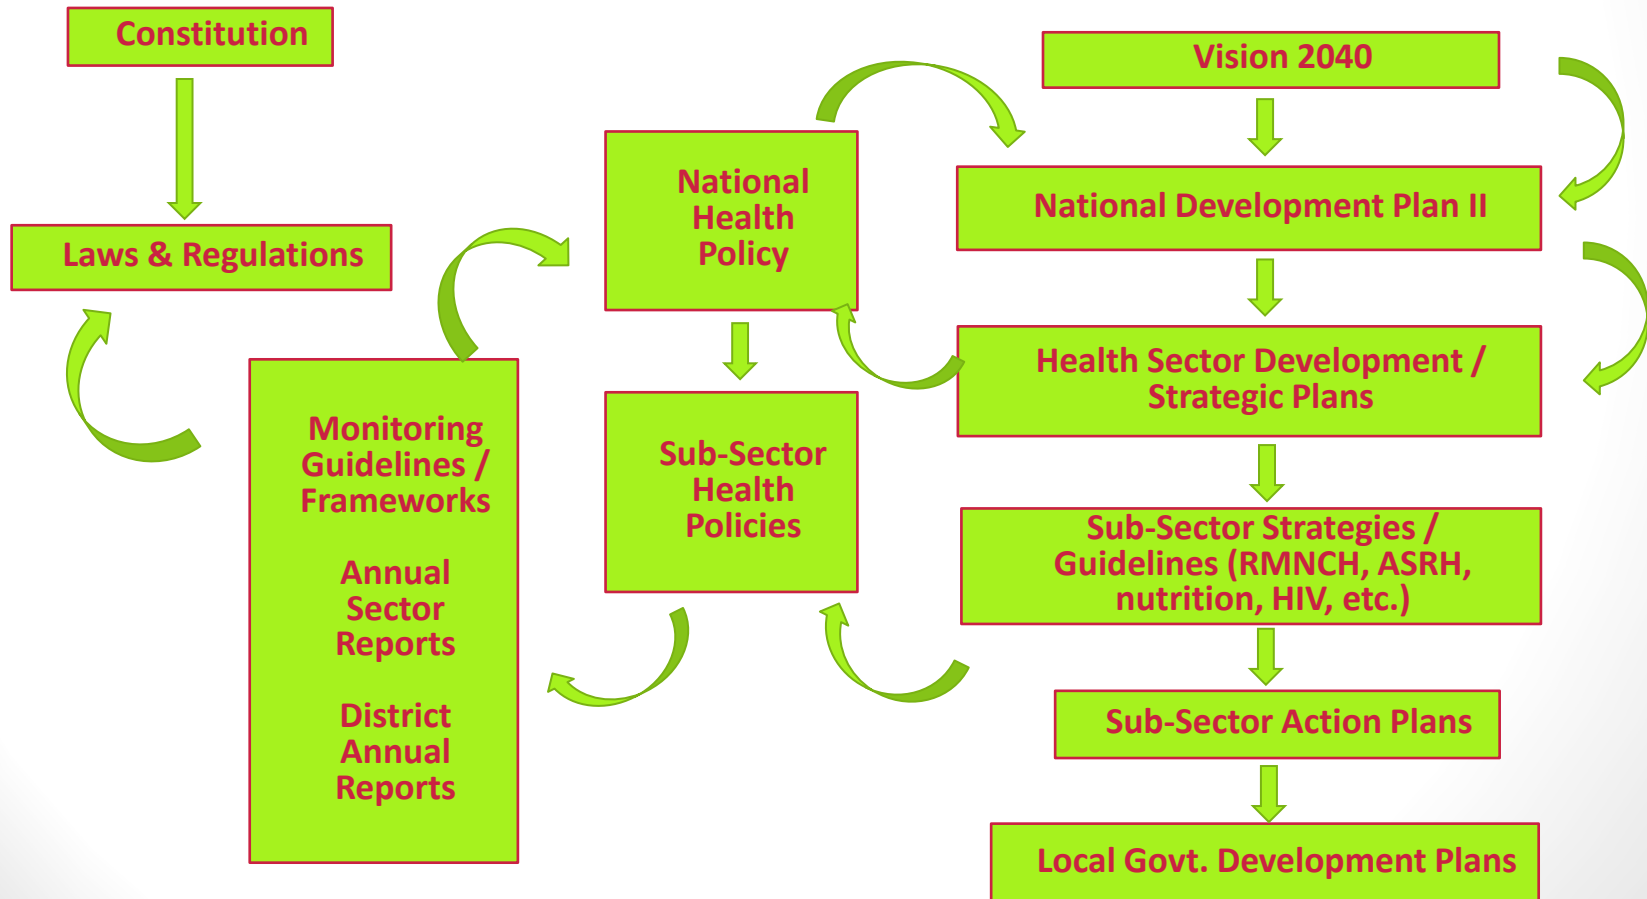 Constitution
Laws & Regulations
Monitoring
Guidelines /
Frameworks
Annual
Sector
Reports
District
Annual
Reports
National
Health
Policy
Sub-Sector
Health
Policies
Vision 2040
National Development Plan II
Health Sector Development /
Strategic Plans
Sub-Sector Strategies /
Guidelines (RMNCH, ASRH,
nutrition, HIV, etc.)
Sub-Sector Action Plans
Local Govt. Development Plans